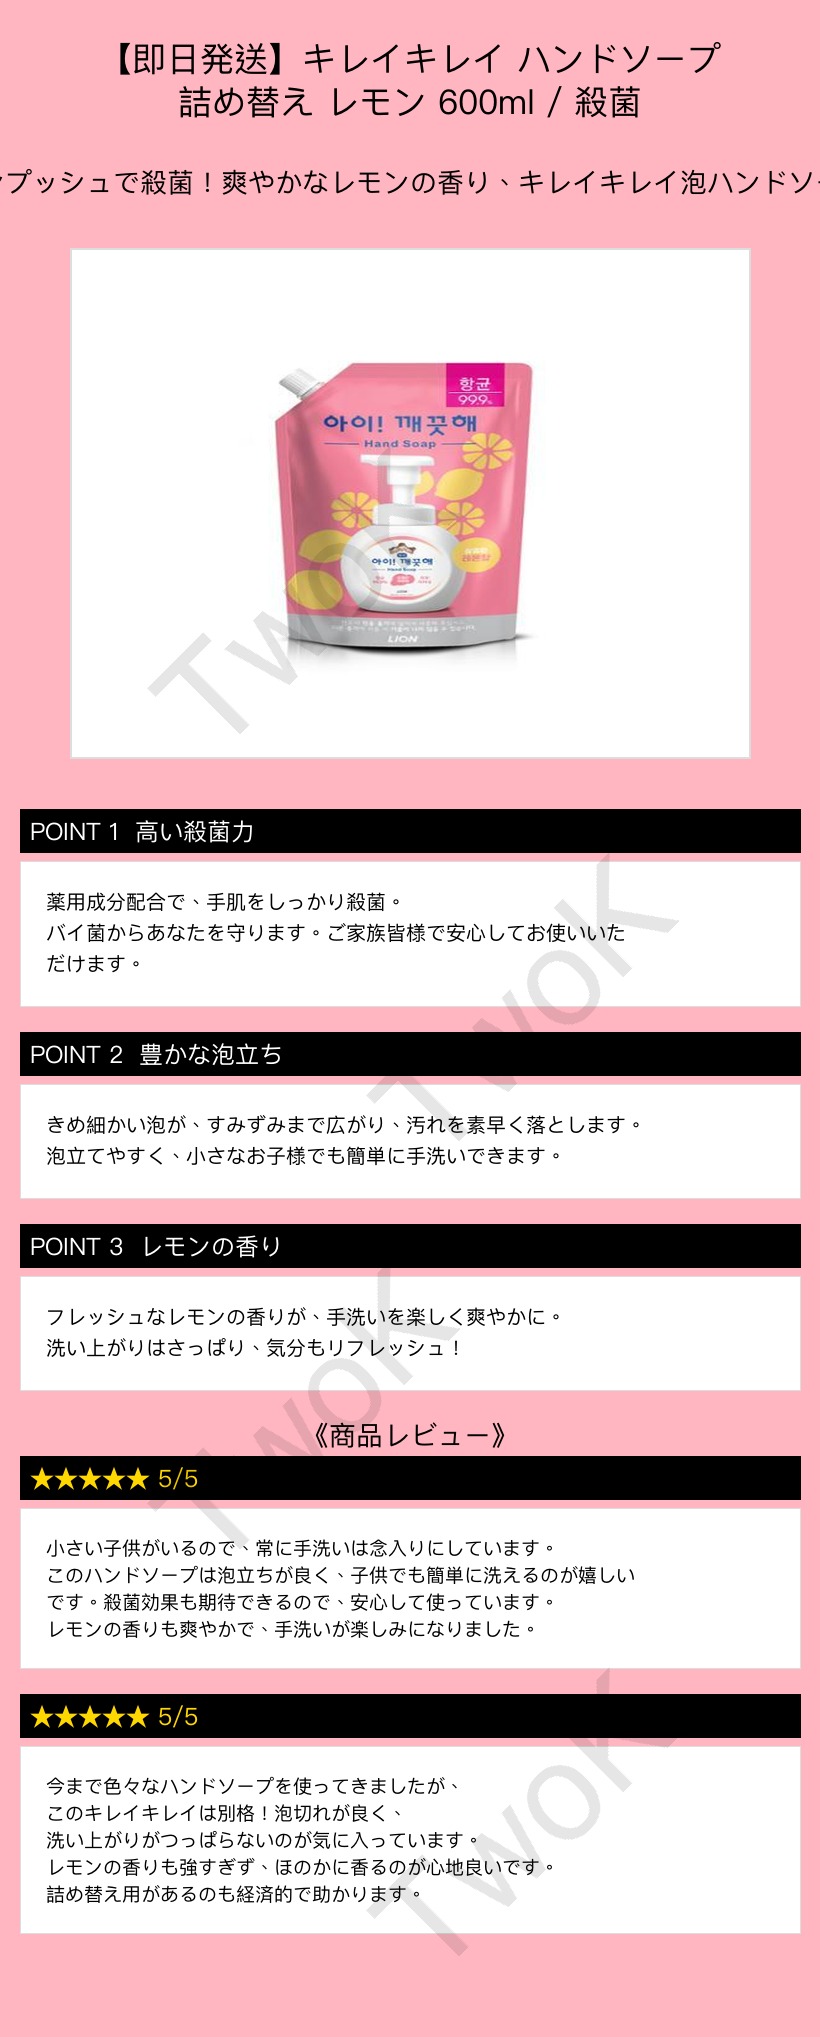 【即日発送】キレイキレイ ハンドソープ
詰め替え レモン 600ml / 殺菌
プッシュで殺菌！爽やかなレモンの香り、キレイキレイ泡ハンドソ
항균
99.9%
아이! 깨끗해
Hand Soap
아이! 깨끗해
Hand Soap
레몬향
LION
TwoK
POINT 1 高い殺菌力
薬用成分配合で、手肌をしっかり殺菌。
バイ菌からあなたを守ります。ご家族皆様で安心してお使いいた
だけます。
TwoK
POINT 2 豊かな泡立ち
きめ細かい泡が、すみずみまで広がり、汚れを素早く落とします。
泡立てやすく、小さなお子様でも簡単に手洗いできます。
POINT 3 レモンの香り
フレッシュなレモンの香りが、手洗いを楽しく爽やかに。
洗い上がりはさっぱり、気分もリフレッシュ！
TwoK
《商品レビュー》
★★★★★ 5/5
小さい子供がいるので、常に手洗いは念入りにしています。
このハンドソープは泡立ちが良く、子供でも簡単に洗えるのが嬉しい
です。殺菌効果も期待できるので、安心して使っています。
レモンの香りも爽やかで、手洗いが楽しみになりました。
★★★★★ 5/5
今まで色々なハンドソープを使ってきましたが、
このキレイキレイは別格！泡切れが良く、
洗い上がりがつっぱらないのが気に入っています。
レモンの香りも強すぎず、ほのかに香るのが心地良いです。
詰め替え用があるのも経済的で助かります。
TwoK